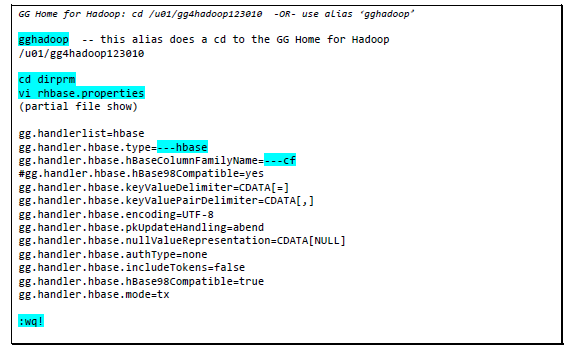 GG Home for Hadoop: cd /u01/gg4hadoop123010  -OR- use alias ‘gghadoop’
gghadoop  -- this alias does a cd to the GG Home for Hadoop
/u01/gg4hadoop123010
cd dirprm
vi rhbase.properties
(partial file show)
gg.handlerlist=hbase
gg.handler.hbase.type=---hbase
gg.handler.hbase.hBaseColumnFamilyName=---cf
#gg.handler.hbase.hBase98Compatible=yes
gg.handler.hbase.keyValueDelimiter=CDATA[=]
gg.handler.hbase.keyValuePairDelimiter=CDATA[,]
gg.handler.hbase.encoding=UTF-8
gg.handler.hbase.pkUpdateHandling=abend
gg.handler.hbase.nullValueRepresentation=CDATA[NULL]
gg.handler.hbase.authType=none
gg.handler.hbase.includeTokens=false
gg.handler.hbase.hBase98Compatible=true
gg.handler.hbase.mode=tx
:wq!